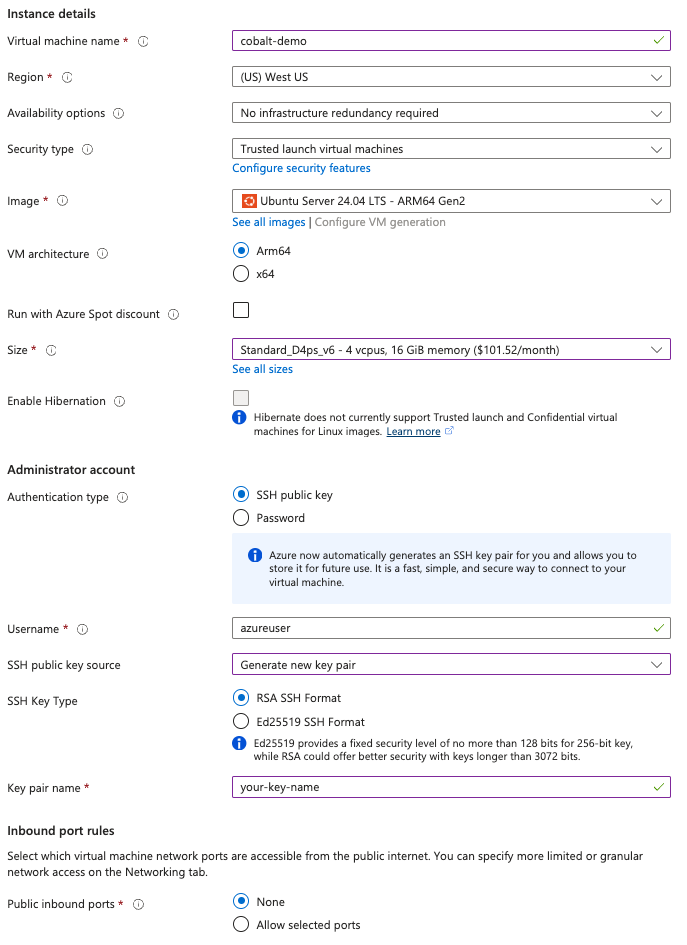 Instance details
Virtual machine name * cobalt-demo
Region * (US) West US
Availability options No infrastructure redundancy required
Security type Trusted launch virtual machines
Configure security features
Image * Ubuntu Server 24.04 LTS - ARM64 Gen2
See all images | Configure VM generation
VM architecture Arm64
x64
Run with Azure Spot discount
Size * Standard_D4ps_v6 - 4 vcpus, 16 GiB memory ($101.52/month)
See all sizes
Enable Hibernation
Hibernate does not currently support Trusted launch and Confidential virtual
machines for Linux images. Learn more
Administrator account
Authentication type SSH public key
Password
Azure now automatically generates an SSH key pair for you and allows you to
store it for future use. It is a fast, simple, and secure way to connect to your
virtual machine.
Username * azureuser
SSH public key source Generate new key pair
SSH Key Type RSA SSH Format
Ed25519 SSH Format
Ed25519 provides a fixed security level of no more than 128 bits for 256-bit key,
while RSA could offer better security with keys longer than 3072 bits.
Key pair name * your-key-name
Inbound port rules
Select which virtual machine network ports are accessible from the public internet. You can specify more limited or granular
network access on the Networking tab.
Public inbound ports * None
Allow selected ports